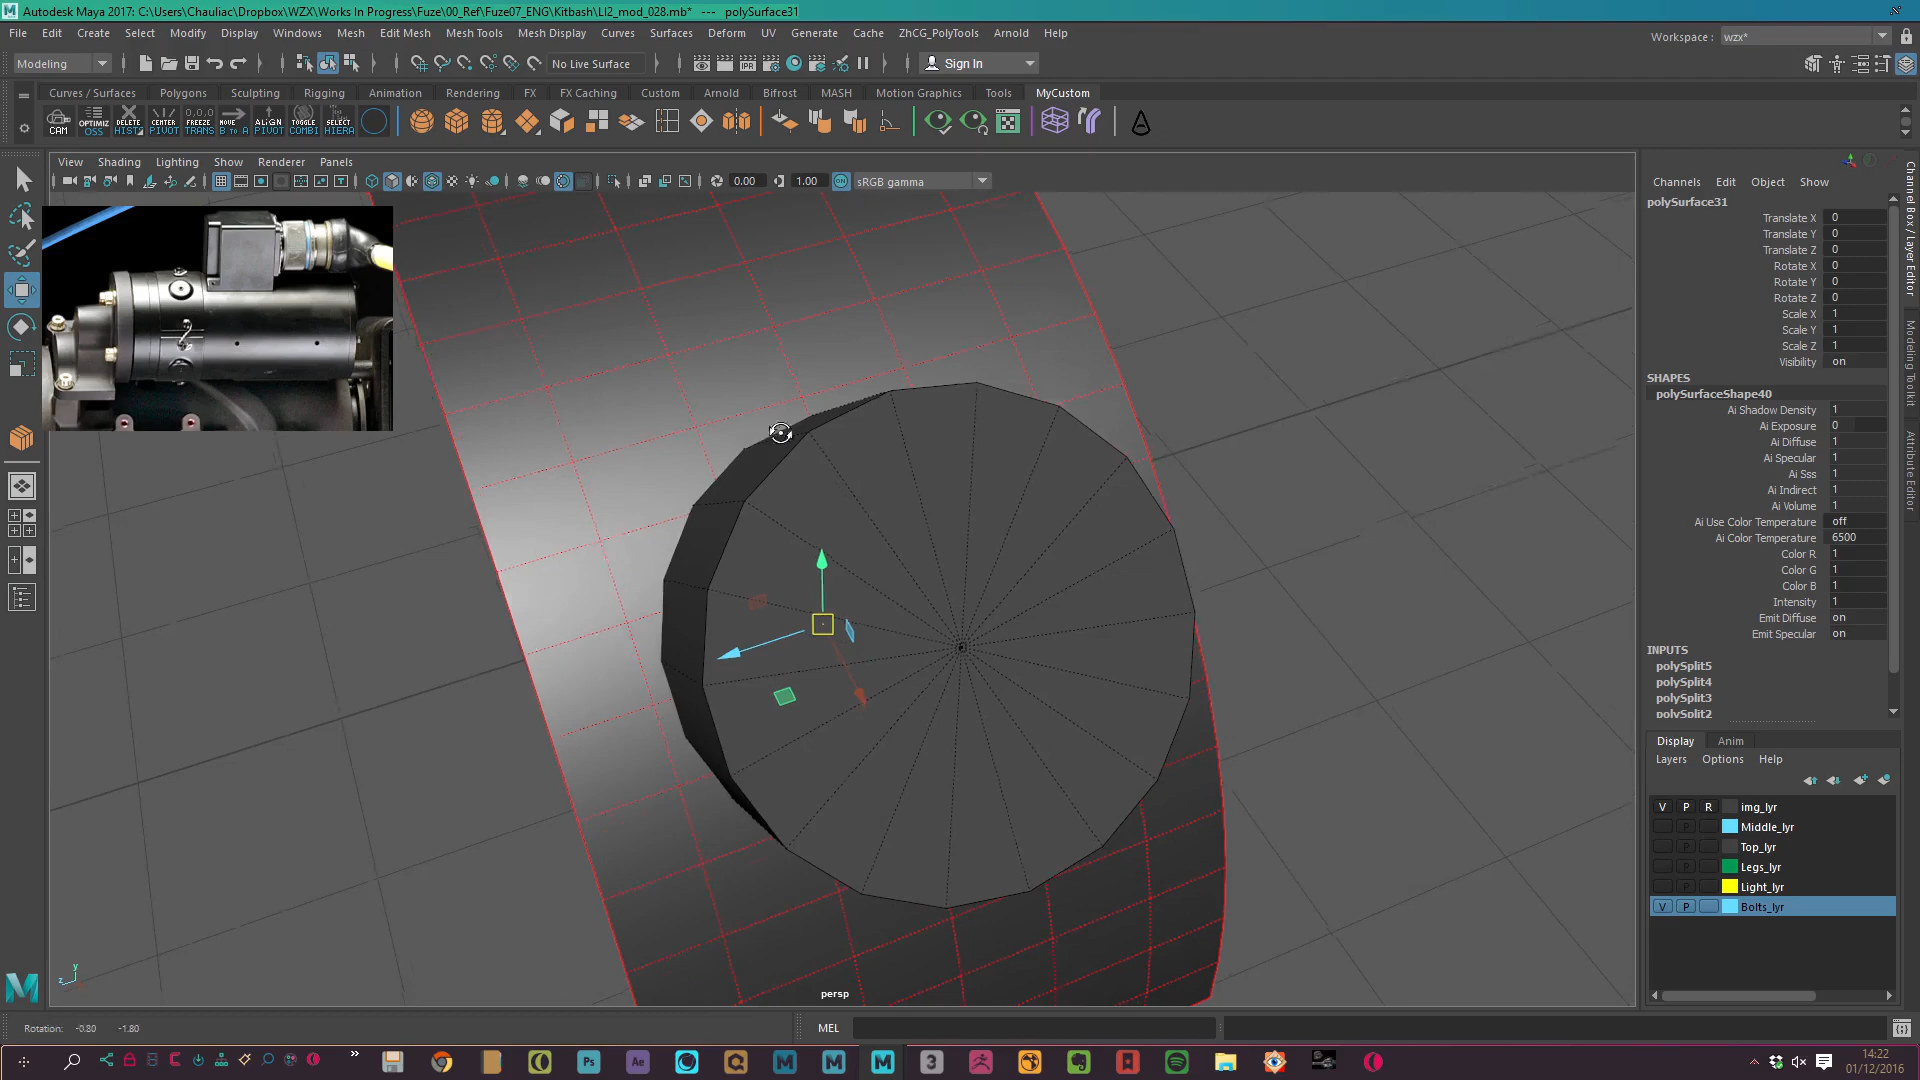 Autodesk Maya 2017: C:\Users\Chauliac\Dropbox\WZX\Works In Progress\Fuze\00_Ref\Fuze07_ENG\Kitbash\LI2_mod_028.mb* --- polySurface31
File Edit Create Select Modify Display Windows Mesh Edit Mesh Mesh Tools Mesh Display Curves Surfaces Deform UV Generate Cache ZhCG_PolyTools Arnold Help
Workspace : wzx*
Modeling No Live Surface Sign In
Curves / Surfaces Polygons Sculpting Rigging Animation Rendering FX FX Caching Custom Arnold Bifrost MASH Motion Graphics Tools MyCustom
CAM OPTIMIZ OSS DELETE HIST CENTER PIVOT 0,0,0 FREEZE TRANS MOVE B to A ALIGN PIVOT TOGGLE COMBI SELECT HIERA
View Shading Lighting Show Renderer Panels
0.00 1.00 ON sRGB gamma
Channels Edit Object Show
polySurface31
Translate X 0
Translate Y 0
Translate Z 0
Rotate X 0
Rotate Y 0
Rotate Z 0
Scale X 1
Scale Y 1
Scale Z 1
Visibility on
SHAPES
polySurfaceShape40
Ai Shadow Density 1
Ai Exposure 0
Ai Diffuse 1
Ai Specular 1
Ai Sss 1
Ai Indirect 1
Ai Volume 1
Ai Use Color Temperature off
Ai Color Temperature 6500
Color R 1
Color G 1
Color B 1
Intensity 1
Emit Diffuse on
Emit Specular on
INPUTS
polySplit5
polySplit4
polySplit3
polySplit2
Display Anim
Layers Options Help
V P R img_lyr
P Middle_lyr
P Top_lyr
P Legs_lyr
P Light_lyr
V P Bolts_lyr
Channel Box / Layer Editor
Modeling Toolkit
Attribute Editor
y
z
persp
Rotation: -0.80 -1.80
MEL
Ps Ae 3
14:22
01/12/2016